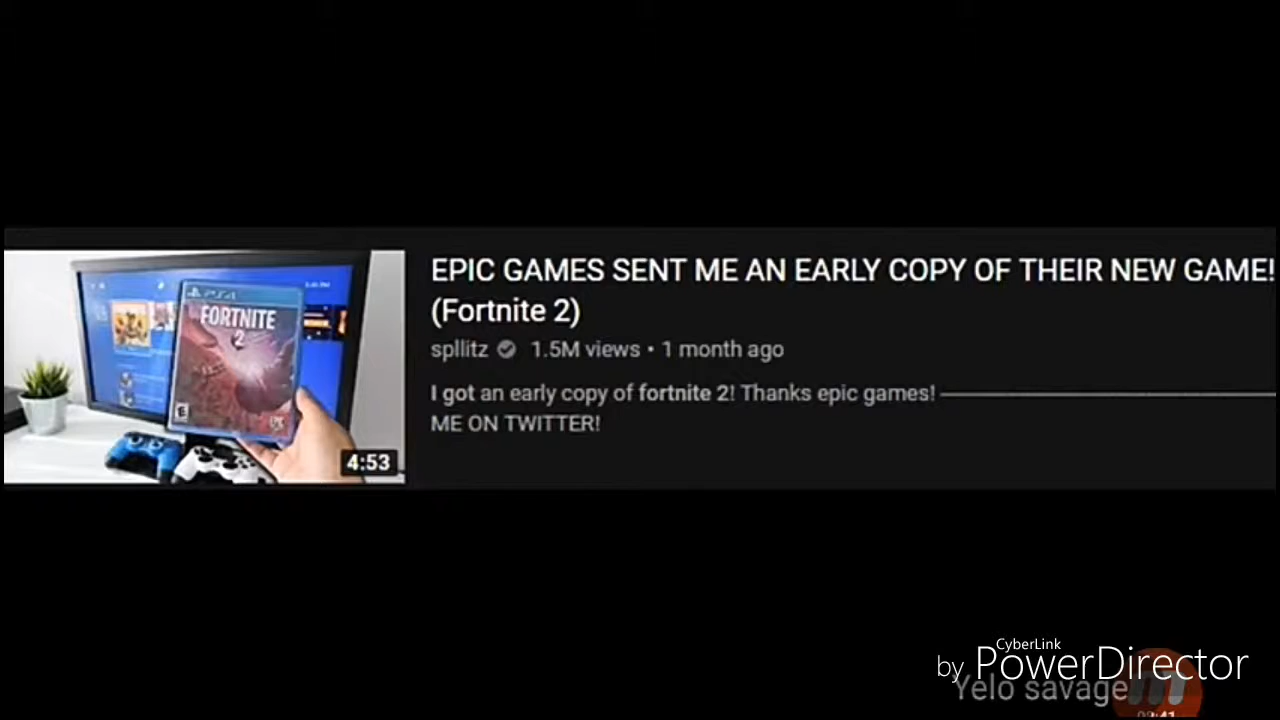 EPIC GAMES SENT ME AN EARLY COPY OF THEIR NEW GAME!
(Fortnite 2)
spllitz 1.5M views • 1 month ago
I got an early copy of fortnite 2! Thanks epic games!
ME ON TWITTER!
PS4
FORTNITE
2
E
4:53
CyberLink
by PowerDirector
Yelo savage
09:41